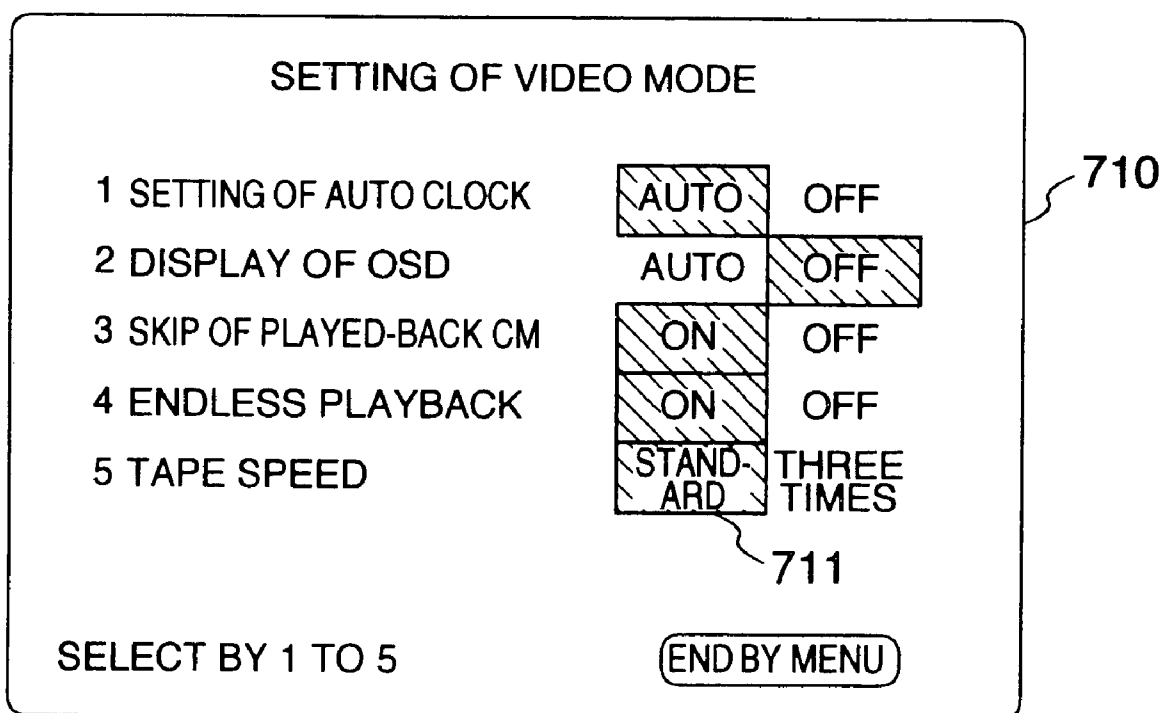 SETTING OF VIDEO MODE
710
1 SETTING OF AUTO CLOCK AUTO OFF
2 DISPLAY OF OSD AUTO OFF
3 SKIP OF PLAYED-BACK CM ON OFF
4 ENDLESS PLAYBACK ON OFF
5 TAPE SPEED STAND- THREE
ARD TIMES
711
SELECT BY 1 TO 5 END BY MENU